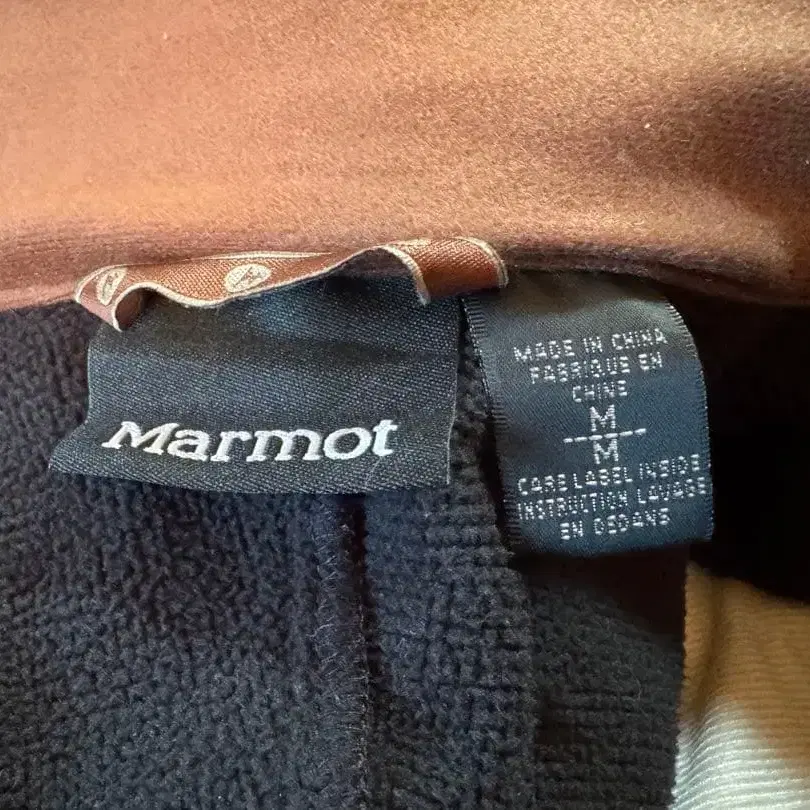 Marmot
MADE IN CHINA
FABRIQUE EN
CHINE
M
M
CARE LABEL INSIDE
INSTRUCTION LAVAGE
EN DEDANS